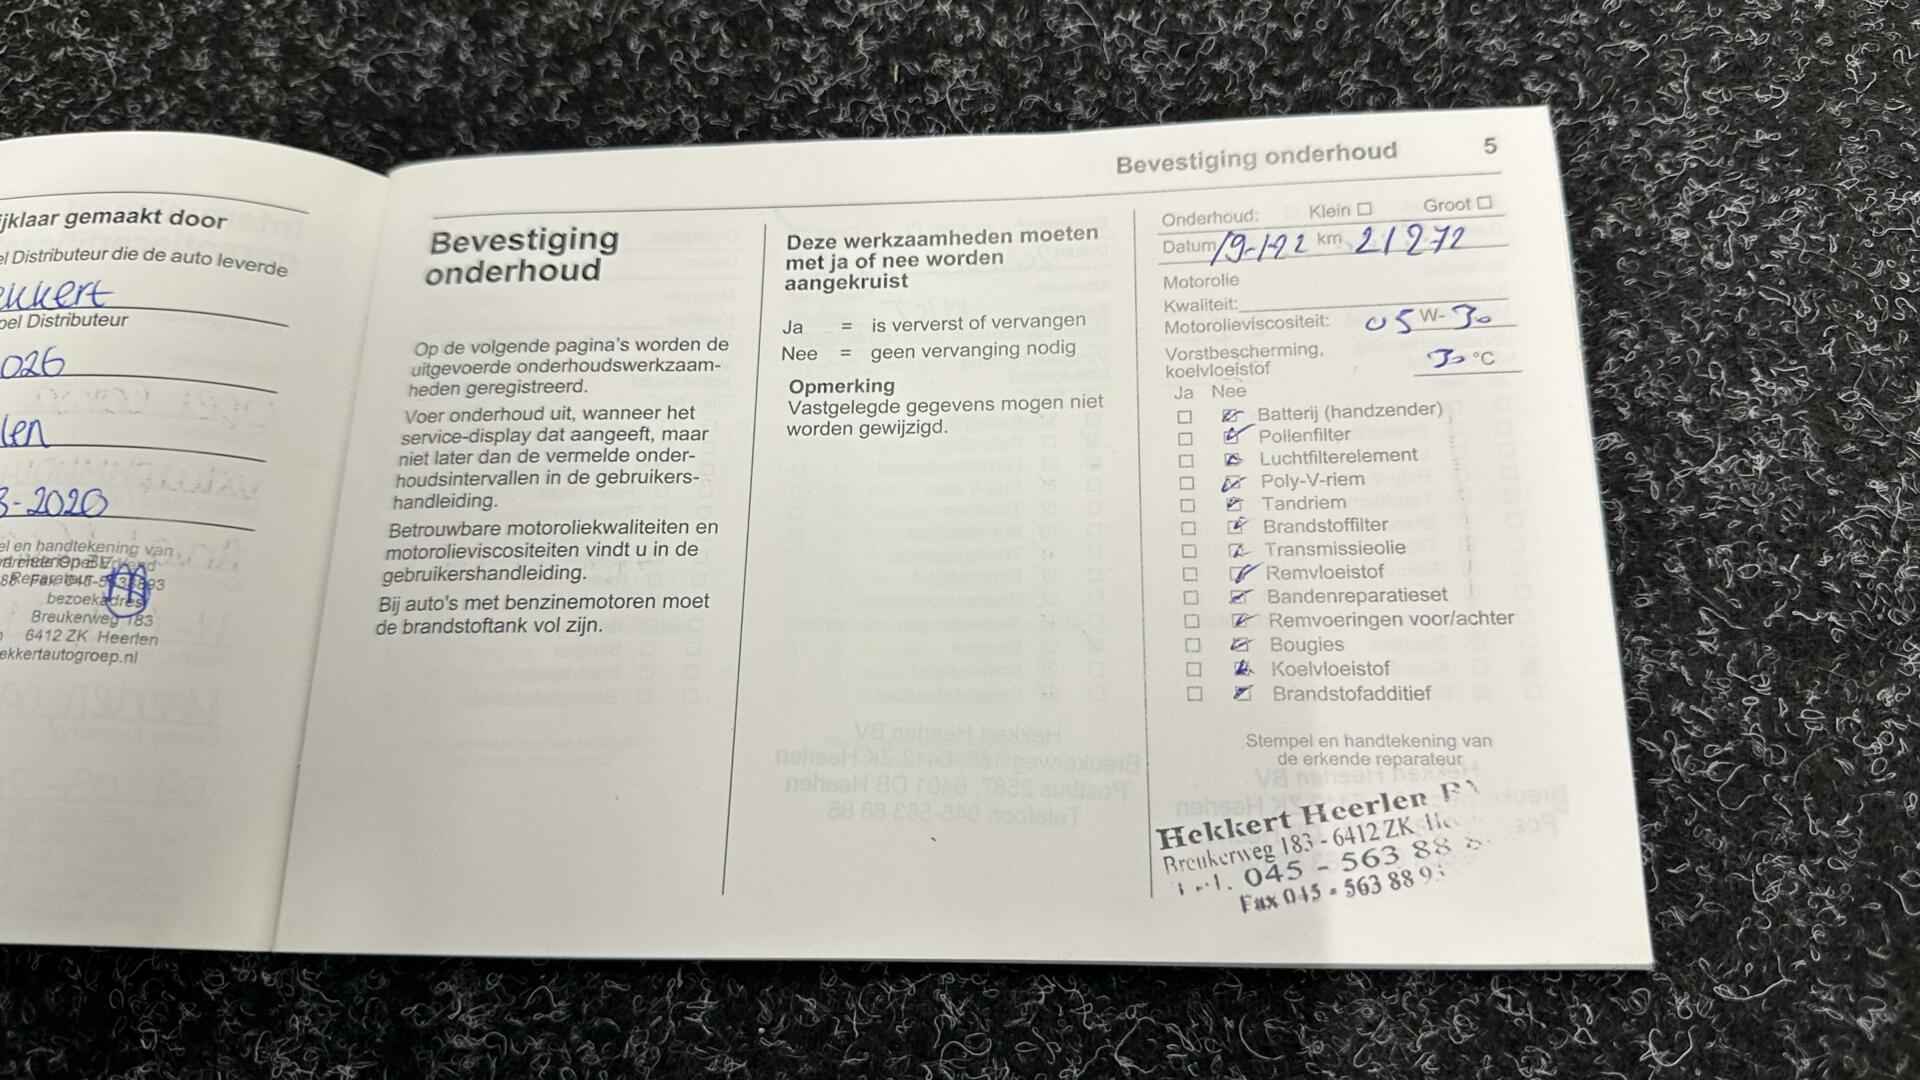 ijklaar gemaakt door
el Distributeur die de auto leverde
ekkert
pel Distributeur
026
len
3-2020
el en handtekening van
bezoekadres
Breukerweg 183
6412 ZK Heerlen
ekkertautogroep.nl
Bevestiging onderhoud 5
Bevestiging
onderhoud
Op de volgende pagina's worden de
uitgevoerde onderhoudswerkzaam-
heden geregistreerd.
Voer onderhoud uit, wanneer het
service-display dat aangeeft, maar
niet later dan de vermelde onder-
houdsintervallen in de gebruikers-
handleiding.
Betrouwbare motoroliekwaliteiten en
motorolieviscositeiten vindt u in de
gebruikershandleiding.
Bij auto's met benzinemotoren moet
de brandstoftank vol zijn.
Deze werkzaamheden moeten
met ja of nee worden
aangekruist
Ja = is ververst of vervangen
Nee = geen vervanging nodig
Opmerking
Vastgelegde gegevens mogen niet
worden gewijzigd.
Onderhoud: Klein Groot
Datum 19-1-22 km 21272
Motorolie
Kwaliteit:
Motorolieviscositeit: 05 W- 30
Vorstbescherming,
koelvloeistof 30 °C
Ja Nee
Batterij (handzender)
Pollenfilter
Luchtfilterelement
Poly-V-riem
Tandriem
Brandstoffilter
Transmissieolie
Remvloeistof
Bandenreparatieset
Remvoeringen voor/achter
Bougies
Koelvloeistof
Brandstofadditief
Stempel en handtekening van
de erkende reparateur
Hekkert Heerlen
Breukerweg 183 - 6412 ZK
045 - 563 88
Fax 045 - 563 88